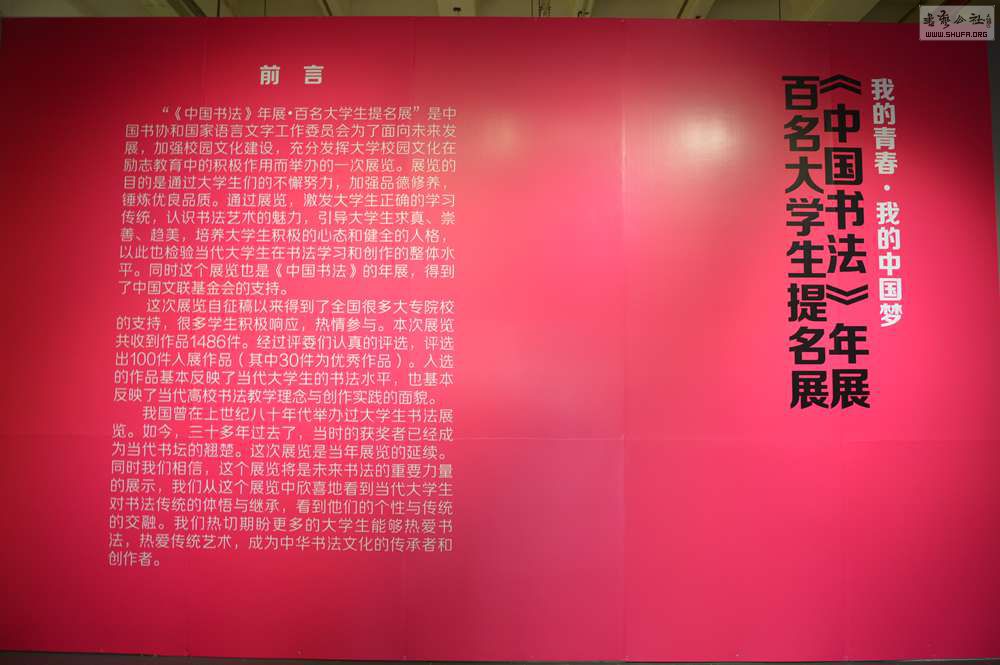 前 言
“《中国书法》年展·百名大学生提名展”是中
国书协和国家语言文字工作委员会为了面向未来发
展，加强校园文化建设，充分发挥大学校园文化在
励志教育中的积极作用而举办的一次展览。展览的
目的是通过大学生们的不懈努力，加强品德修养，
锤炼优良品质。通过展览，激发大学生正确的学习
传统，认识书法艺术的魅力，引导大学生求真、崇
善、趋美，培养大学生积极的心态和健全的人格，
以此也检验当代大学生在书法学习和创作的整体水
平。同时这个展览也是《中国书法》的年展，得到
了中国文联基金会的支持。
这次展览自征稿以来得到了全国很多大专院校
的支持，很多学生积极响应，热情参与。本次展览
共收到作品1486件。经过评委们认真的评选，评选
出100件入展作品（其中30件为优秀作品）。入选
的作品基本反映了当代大学生的书法水平，也基本
反映了当代高校书法教学理念与创作实践的面貌。
我国曾在上世纪八十年代举办过大学生书法展
览。如今，三十多年过去了，当时的获奖者已经成
为当代书坛的翘楚。这次展览是当年展览的延续。
同时我们相信，这个展览将是未来书法的重要力量
的展示，我们从这个展览中欣喜地看到当代大学生
对书法传统的体悟与继承，看到他们的个性与传统
的交融。我们热切期盼更多的大学生能够热爱书
法，热爱传统艺术，成为中华书法文化的传承者和
创作者。
我的青春·我的中国梦
《中国书法》年展
百名大学生提名展
书艺公社
WWW.SHUFA.ORG